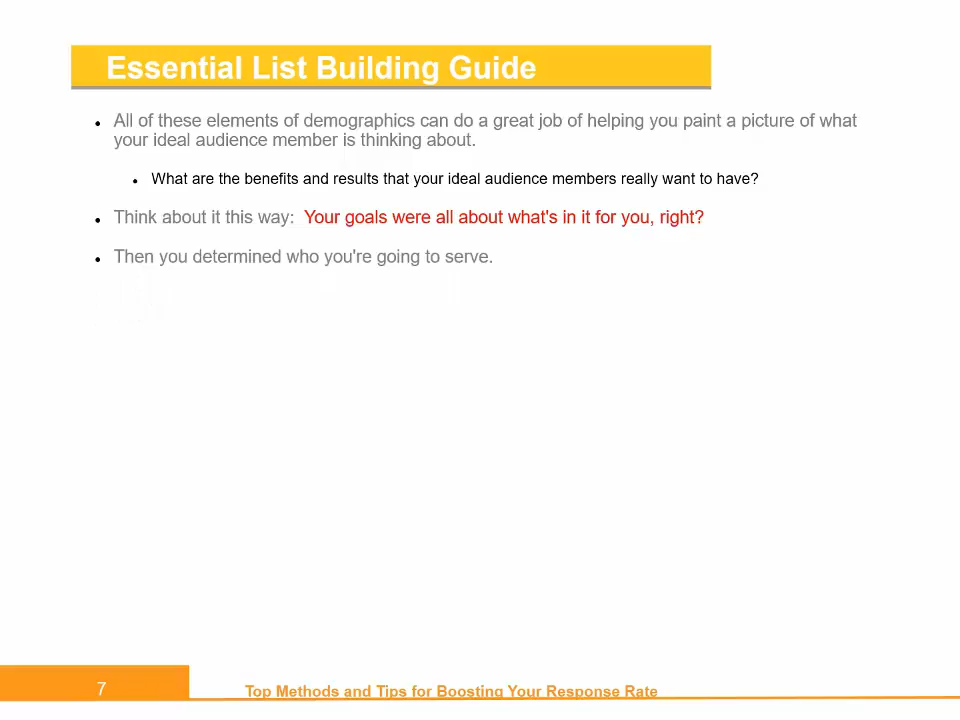 Essential List Building Guide
All of these elements of demographics can do a great job of helping you paint a picture of what
your ideal audience member is thinking about.
What are the benefits and results that your ideal audience members really want to have?
Think about it this way: Your goals were all about what's in it for you, right?
Then you determined who you're going to serve.
7
Top Methods and Tips for Boosting Your Response Rate